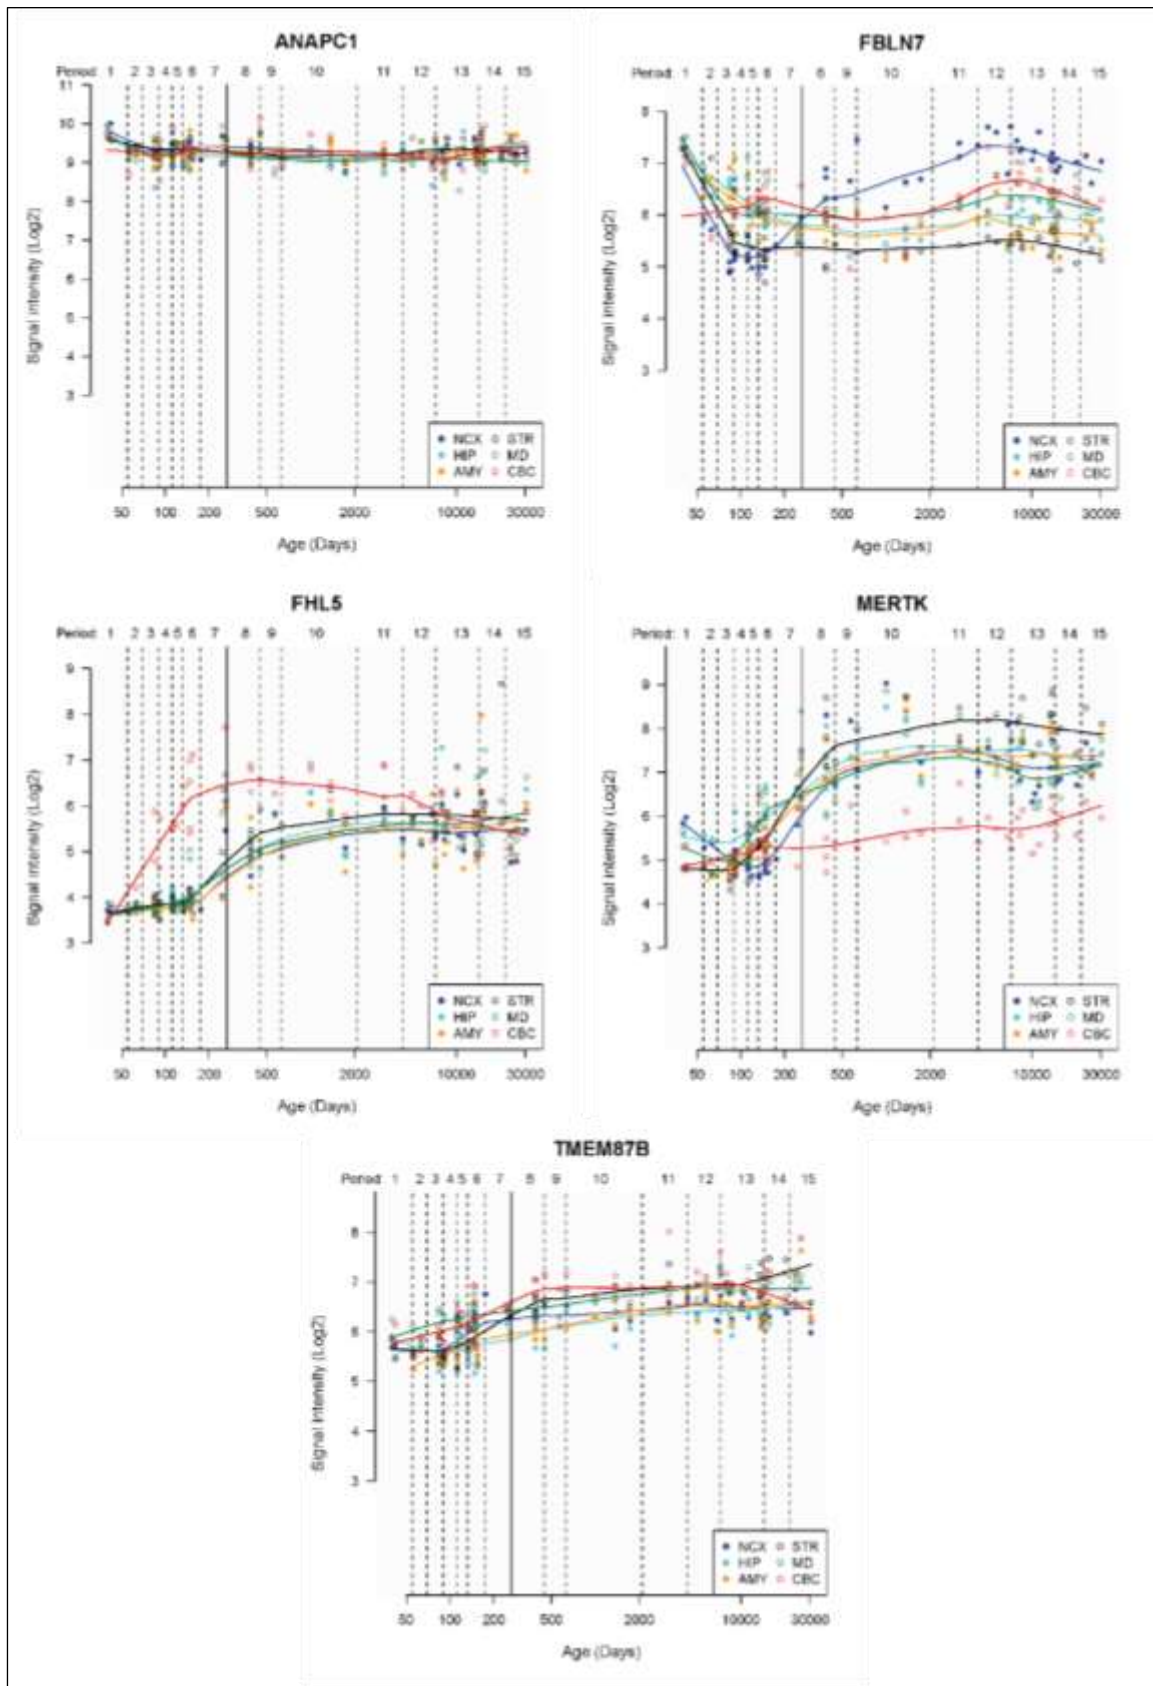 ANAPC1
Period: 1 2 3 4 5 6 7 8 9 10 11 12 13 14 15
11
10
9
8
7
6
5
4
3
Signal intensity (Log2)
NCX STR
HIP MD
AMY CBC
50 100 200 500 2000 10000 30000
Age (Days)
FBLN7
Period: 1 2 3 4 5 6 7 8 9 10 11 12 13 14 15
8
7
6
5
4
3
Signal intensity (Log2)
NCX STR
HIP MD
AMY CBC
50 100 200 500 2000 10000 30000
Age (Days)
FHL5
Period: 1 2 3 4 5 6 7 8 9 10 11 12 13 14 15
9
8
7
6
5
4
3
Signal intensity (Log2)
NCX STR
HIP MD
AMY CBC
50 100 200 500 2000 10000 30000
Age (Days)
MERTK
Period: 1 2 3 4 5 6 7 8 9 10 11 12 13 14 15
9
8
7
6
5
4
3
Signal intensity (Log2)
NCX STR
HIP MD
AMY CBC
50 100 200 500 2000 10000 30000
Age (Days)
TMEM87B
Period: 1 2 3 4 5 6 7 8 9 10 11 12 13 14 15
8
7
6
5
4
3
Signal intensity (Log2)
NCX STR
HIP MD
AMY CBC
50 100 200 500 2000 10000 30000
Age (Days)